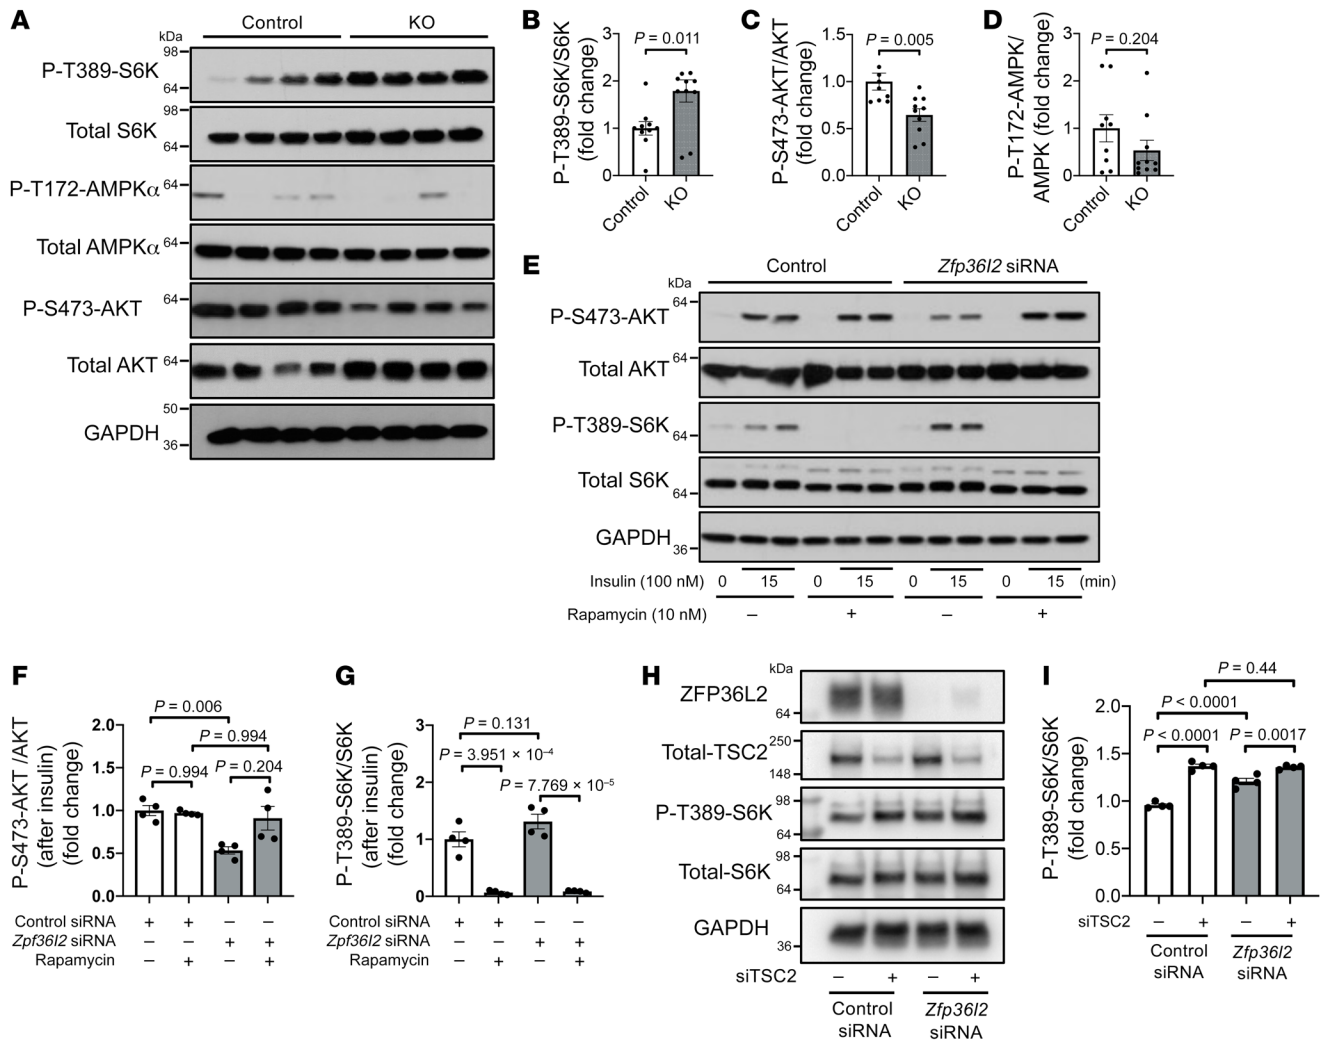 A
Control
KO
kDa
P-T389-S6K
98
64
Total S6K
98
64
P-T172-AMPKα
64
Total AMPKα
64
P-S473-AKT
64
Total AKT
64
GAPDH
50
36
B
P = 0.011
P-T389-S6K/S6K
(fold change)
3
2
1
0
Control
KO
C
P = 0.005
P-S473-AKT/AKT
(fold change)
1.5
1.0
0.5
0.0
Control
KO
D
P = 0.204
P-T172-AMPK/
AMPK (fold change)
3
2
1
0
Control
KO
E
Control
Zfp36l2 siRNA
kDa
P-S473-AKT
64
Total AKT
64
P-T389-S6K
64
Total S6K
64
GAPDH
36
Insulin (100 nM) 0 15 0 15 0 15 0 15 (min)
Rapamycin (10 nM) – + – +
F
P-S473-AKT /AKT
(after insulin)
(fold change)
2.0
1.5
1.0
0.5
0.0
P = 0.006
P = 0.994
P = 0.994
P = 0.204
Control siRNA + + – –
Zpf36l2 siRNA – – + +
Rapamycin – + – +
G
P-T389-S6K/S6K
(after insulin)
(fold change)
3
2
1
0
P = 0.131
P = 3.951 × 10⁻⁴
P = 7.769 × 10⁻⁵
Control siRNA + + – –
Zpf36l2 siRNA – – + +
Rapamycin – + – +
H
kDa
ZFP36L2
64
Total-TSC2
250
148
P-T389-S6K
98
64
Total-S6K
98
64
GAPDH
36
siTSC2 – + – +
Control
siRNA
Zfp36l2
siRNA
I
P-T389-S6K/S6K
(fold change)
2.0
1.5
1.0
0.5
0.0
P = 0.44
P < 0.0001
P < 0.0001
P = 0.0017
siTSC2 – + – +
Control
siRNA
Zfp36l2
siRNA